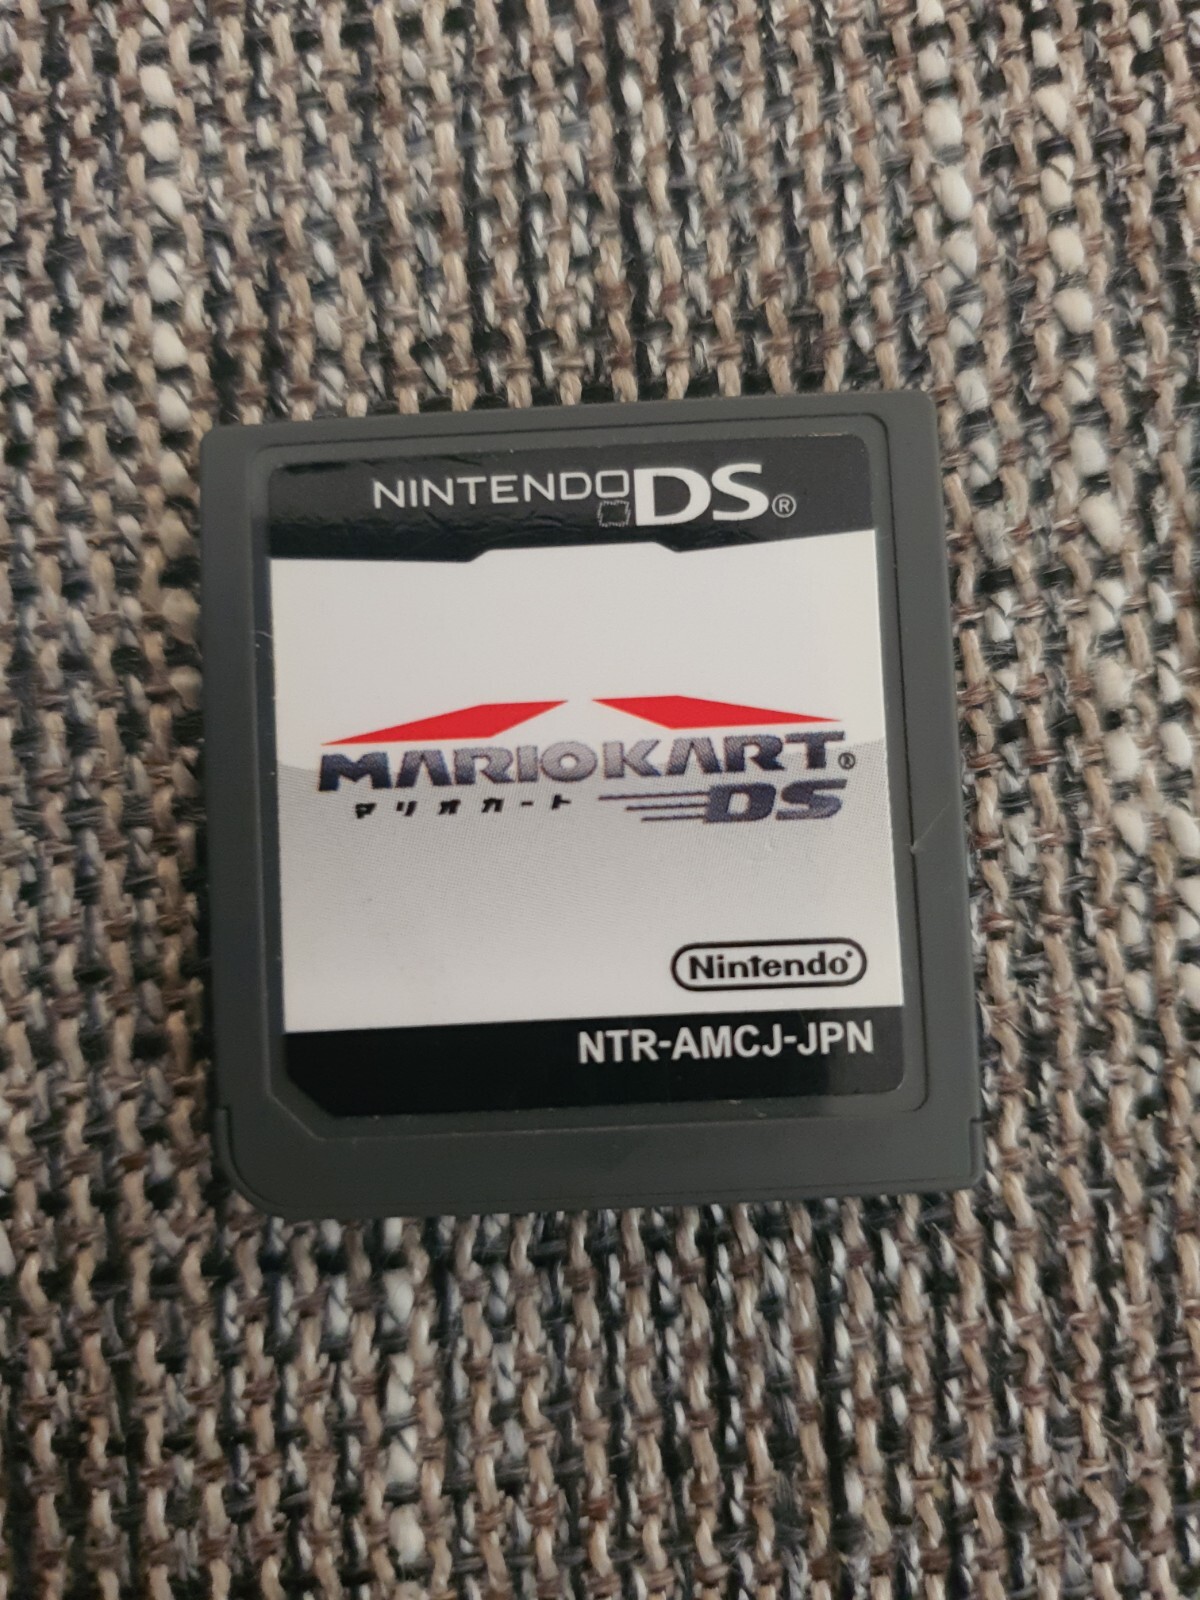 NINTENDO DS®
MARIOKART®
マリオカート DS
Nintendo®
NTR-AMCJ-JPN